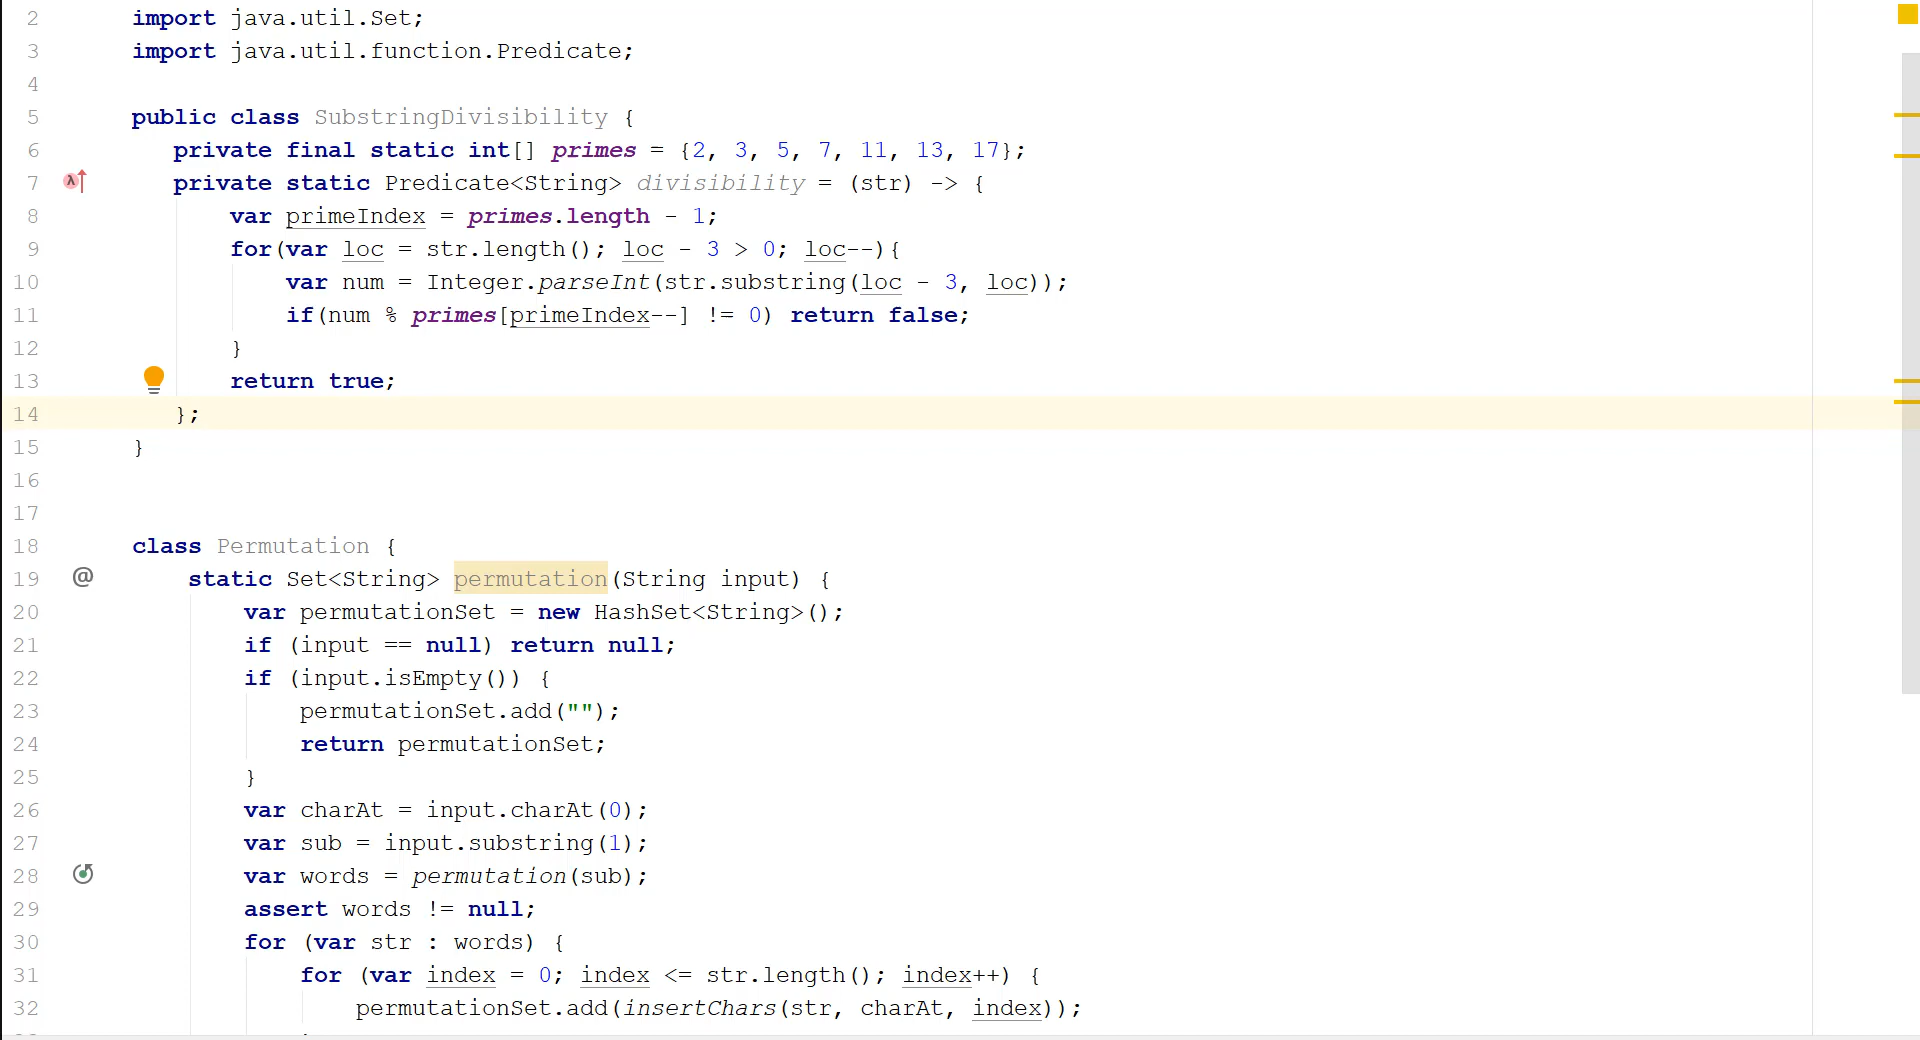 2 import java.util.Set;
3 import java.util.function.Predicate;
4
5 public class SubstringDivisibility {
6 private final static int[] primes = {2, 3, 5, 7, 11, 13, 17};
7 private static Predicate<String> divisibility = (str) -> {
8 var primeIndex = primes.length - 1;
9 for(var loc = str.length(); loc - 3 > 0; loc--){
10 var num = Integer.parseInt(str.substring(loc - 3, loc));
11 if(num % primes[primeIndex--] != 0) return false;
12 }
13 return true;
14 };
15 }
16
17
18 class Permutation {
19 @ static Set<String> permutation(String input) {
20 var permutationSet = new HashSet<String>();
21 if (input == null) return null;
22 if (input.isEmpty()) {
23 permutationSet.add("");
24 return permutationSet;
25 }
26 var charAt = input.charAt(0);
27 var sub = input.substring(1);
28 var words = permutation(sub);
29 assert words != null;
30 for (var str : words) {
31 for (var index = 0; index <= str.length(); index++) {
32 permutationSet.add(insertChars(str, charAt, index));